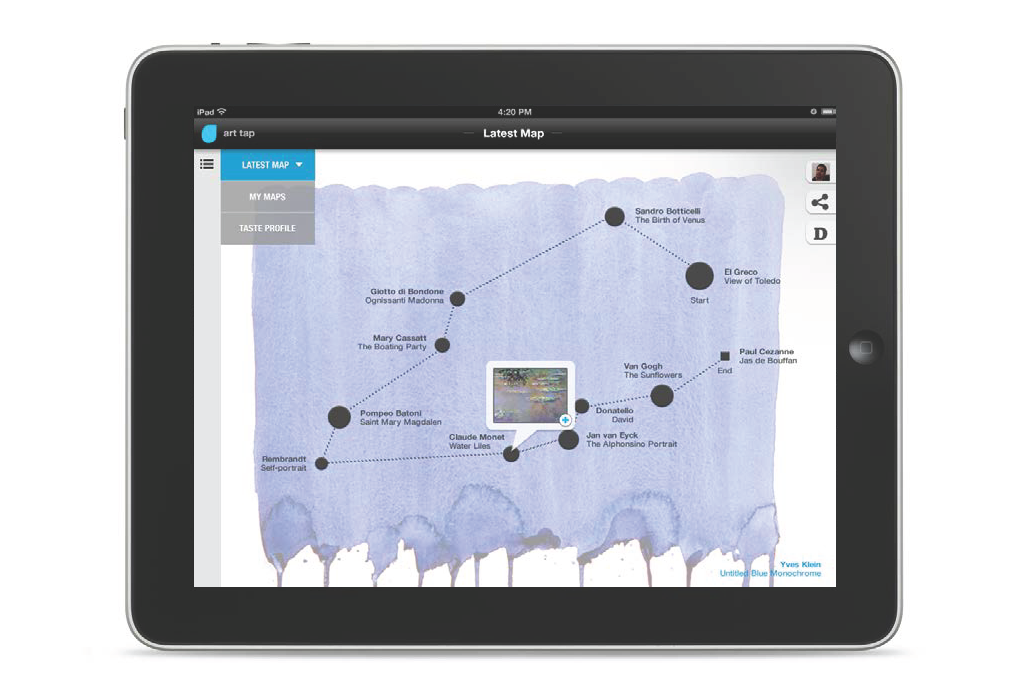 iPad
4:20 PM
art tap
Latest Map
LATEST MAP
MY MAPS
TASTE PROFILE
D
Sandro Botticelli
The Birth of Venus
El Greco
View of Toledo
Start
Giotto di Bondone
Ognissanti Madonna
Mary Cassatt
The Boating Party
Paul Cezanne
Jas de Bouffan
End
Van Gogh
The Sunflowers
Pompeo Batoni
Saint Mary Magdalen
Donatello
David
Claude Monet
Water Liles
Jan van Eyck
The Alphonsino Portrait
Rembrandt
Self-portrait
Yves Klein
Untitled Blue Monochrome